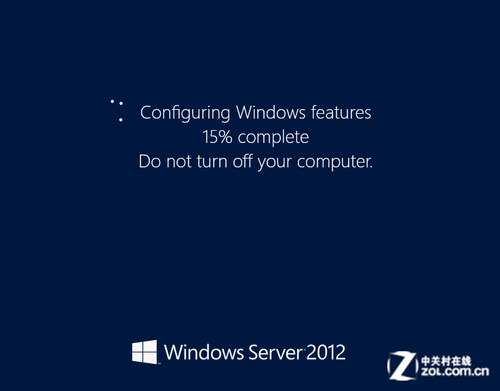 Configuring Windows features
15% complete
Do not turn off your computer.
Windows Server 2012
中关村在线
ZOL.COM.CN